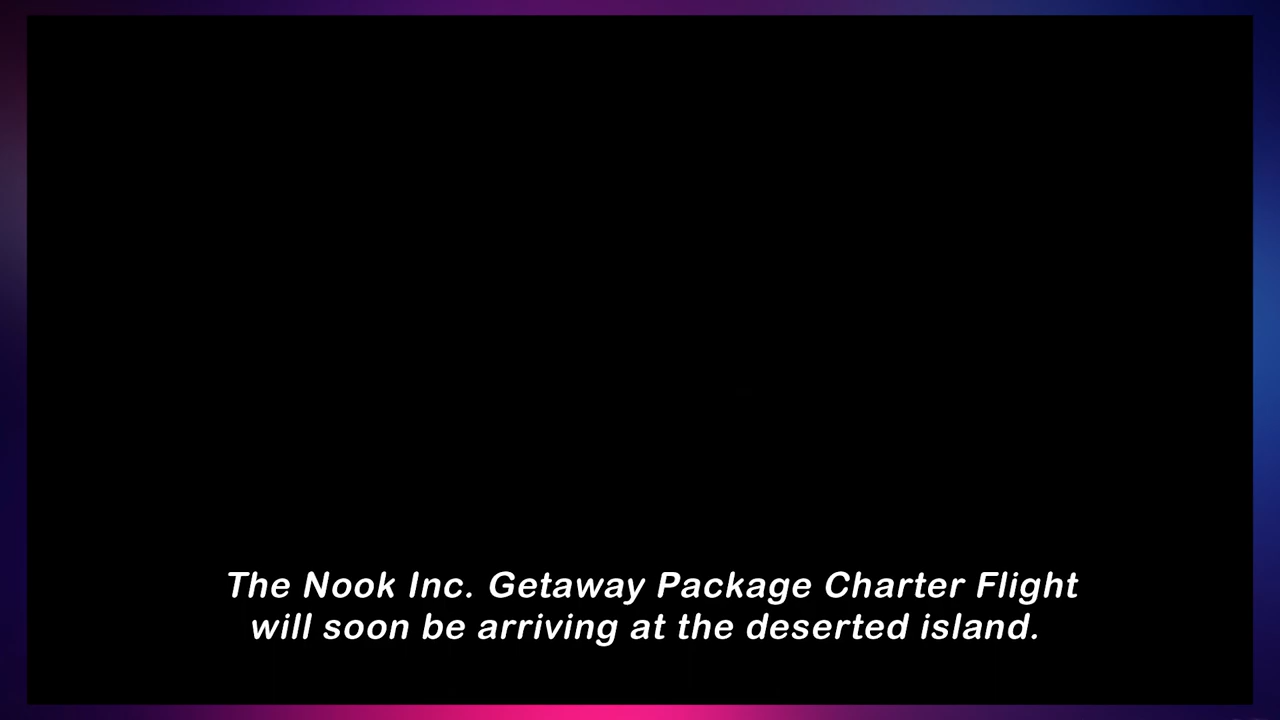 The Nook Inc. Getaway Package Charter Flight
will soon be arriving at the deserted island.